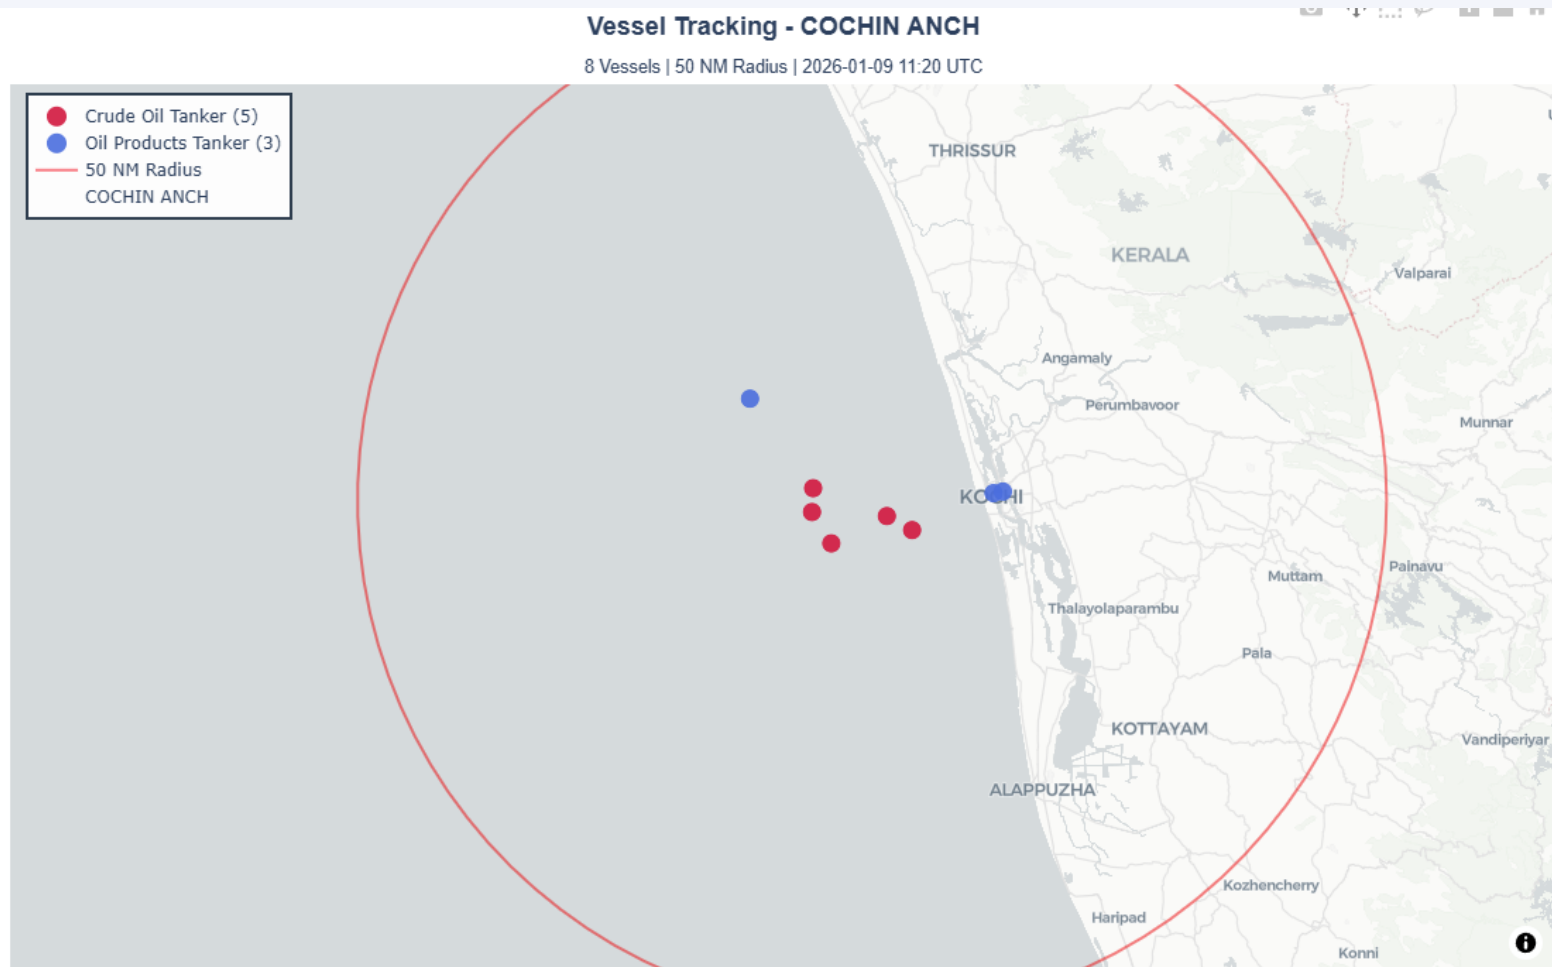 Vessel Tracking - COCHIN ANCH
8 Vessels | 50 NM Radius | 2026-01-09 11:20 UTC
Crude Oil Tanker (5)
Oil Products Tanker (3)
50 NM Radius
COCHIN ANCH
THRISSUR
KERALA
Valparai
Angamaly
Perumbavoor
Munnar
KOCHI
Painavu
Muttam
Thalayolaparambu
Pala
KOTTAYAM
Vandiperiyar
ALAPPUZHA
Kozhencherry
Haripad
Konni